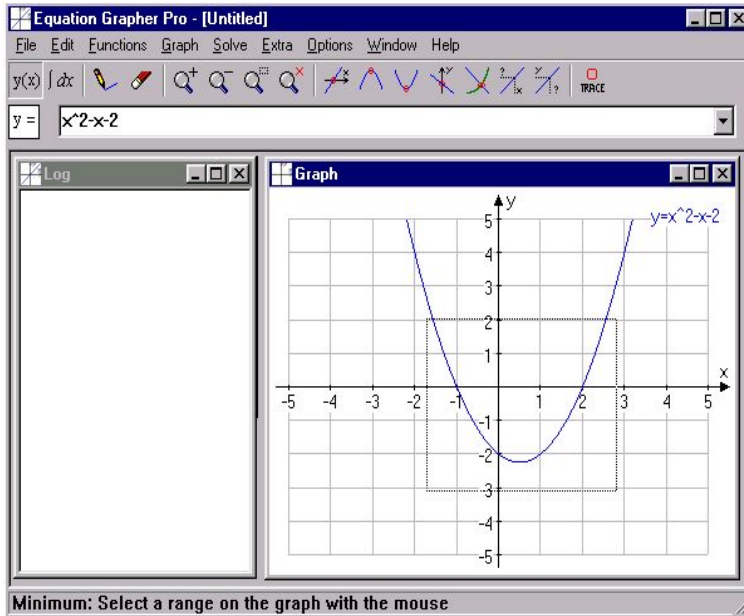 Equation Grapher Pro - [Untitled]
File Edit Functions Graph Solve Extra Options Window Help
y(x) ∫dx TRACE
y = x^2-x-2
Log
Graph
y
y=x^2-x-2
5
4
3
2
1
x
-5 -4 -3 -2 -1 1 2 3 4 5
-1
-2
-3
-4
-5
Minimum: Select a range on the graph with the mouse